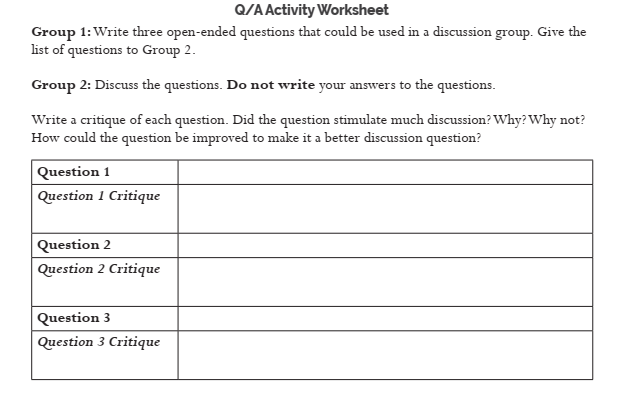 Q/A Activity Worksheet
Group 1: Write three open-ended questions that could be used in a discussion group. Give the
list of questions to Group 2.
Group 2: Discuss the questions. Do not write your answers to the questions.
Write a critique of each question. Did the question stimulate much discussion? Why? Why not?
How could the question be improved to make it a better discussion question?
Question 1
Question 1 Critique
Question 2
Question 2 Critique
Question 3
Question 3 Critique